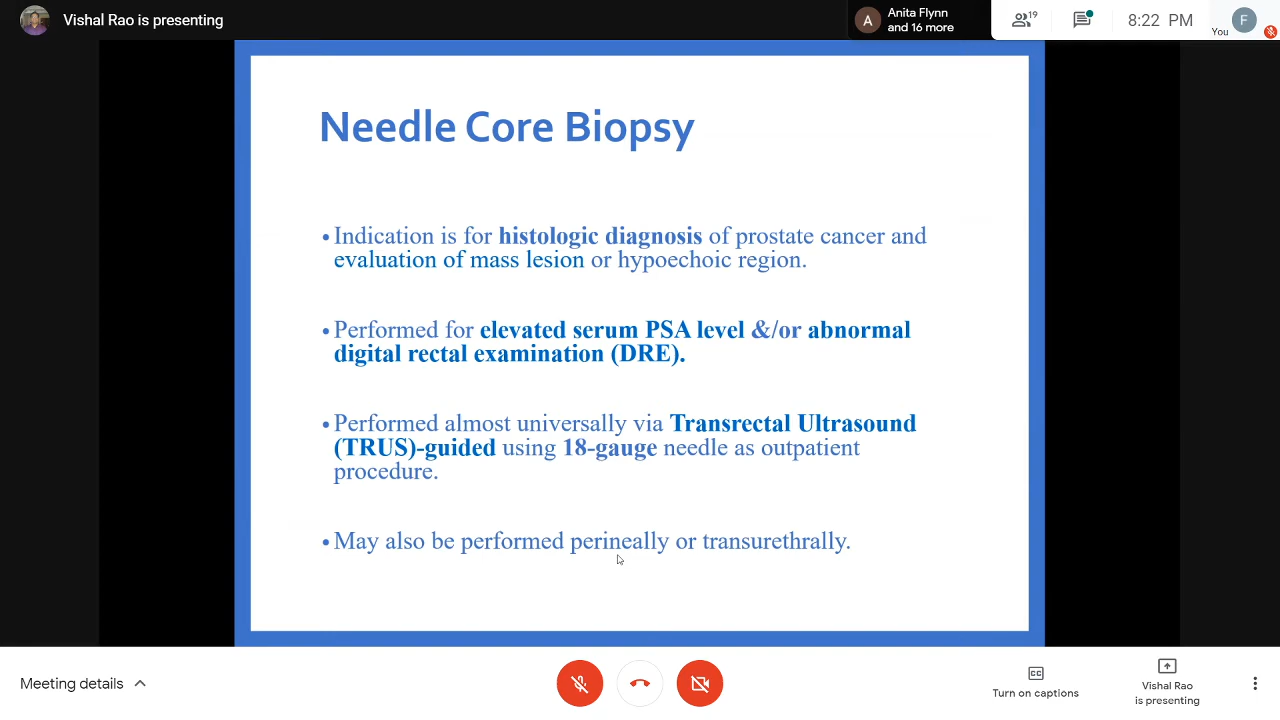 Vishal Rao is presenting
A
Anita Flynn
and 16 more
19
8:22 PM
You
F
Needle Core Biopsy
• Indication is for histologic diagnosis of prostate cancer and
evaluation of mass lesion or hypoechoic region.
• Performed for elevated serum PSA level &/or abnormal
digital rectal examination (DRE).
• Performed almost universally via Transrectal Ultrasound
(TRUS)-guided using 18-gauge needle as outpatient
procedure.
• May also be performed perineally or transurethrally.
Meeting details
CC
Turn on captions
Vishal Rao
is presenting